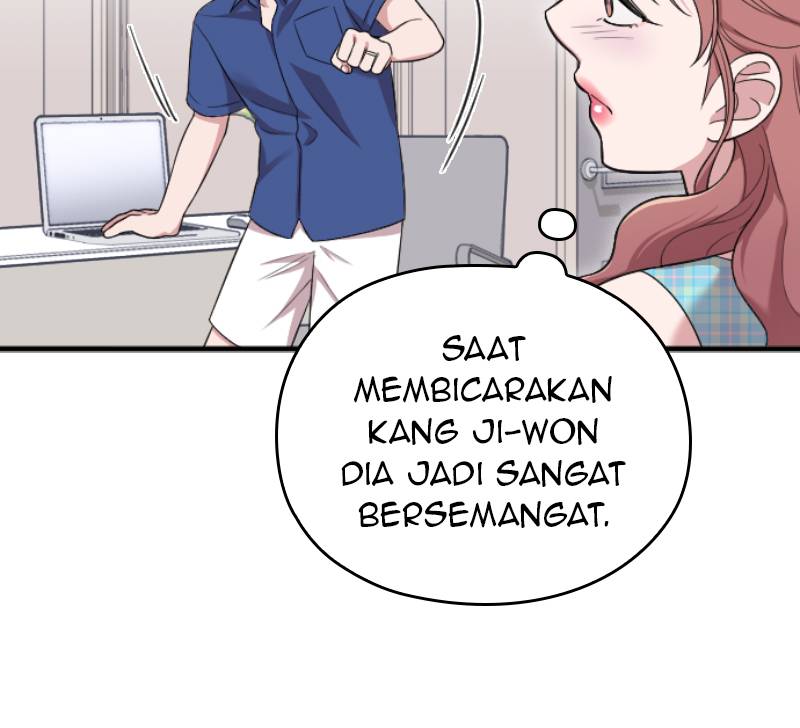 SAAT
MEMBICARAKAN
KANG JI-WON
DIA JADI SANGAT
BERSEMANGAT.